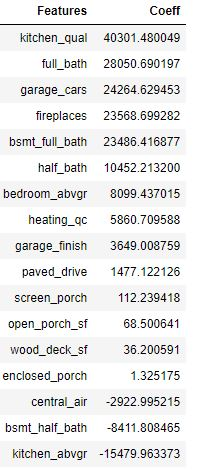 Features Coeff
kitchen_qual 40301.480049
full_bath 28050.690197
garage_cars 24264.629453
fireplaces 23568.699282
bsmt_full_bath 23486.416877
half_bath 10452.213200
bedroom_abvgr 8099.437015
heating_qc 5860.709588
garage_finish 3649.008759
paved_drive 1477.122126
screen_porch 112.239418
open_porch_sf 68.500641
wood_deck_sf 36.200591
enclosed_porch 1.325175
central_air -2922.995215
bsmt_half_bath -8411.808465
kitchen_abvgr -15479.963373